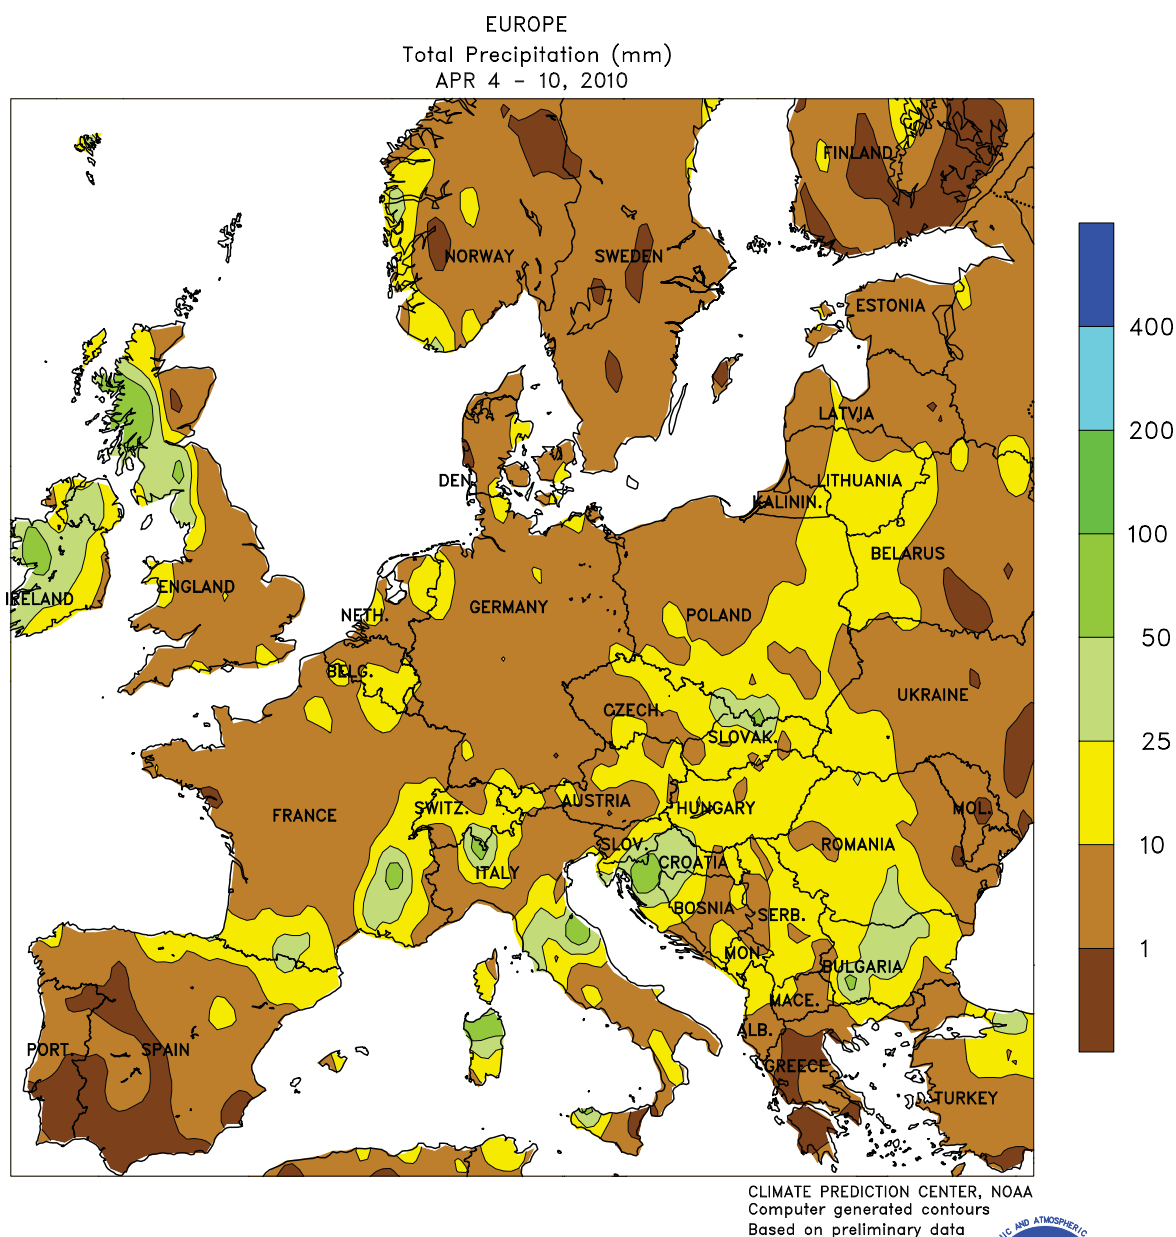 EUROPE
Total Precipitation (mm)
APR 4 - 10, 2010
FINLAND
NORWAY
SWEDEN
ESTONIA
400
LATVIA
200
DEN.
LITHUANIA
KALININ.
100
BELARUS
ENGLAND
IRELAND
NETH.
GERMANY
POLAND
50
BELG.
UKRAINE
CZECH.
SLOVAK.
25
FRANCE
SWITZ.
AUSTRIA
HUNGARY
MOL.
SLOV.
ROMANIA
10
ITALY
CROATIA
BOSNIA
SERB.
MON.
1
BULGARIA
MACE.
ALB.
PORT.
SPAIN
GREECE
TURKEY
CLIMATE PREDICTION CENTER, NOAA
Computer generated contours
Based on preliminary data
AND ATMOSPHERIC